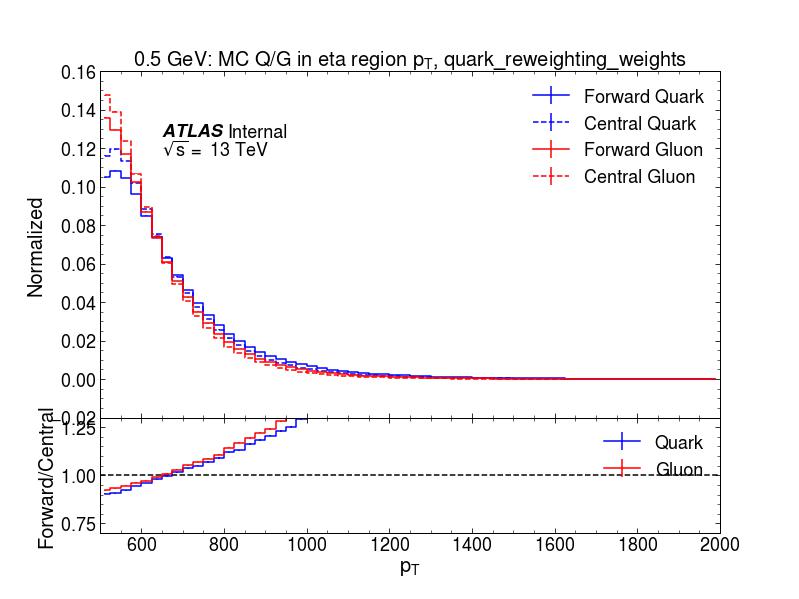 0.5 GeV: MC Q/G in eta region pT, quark_reweighting_weights
0.16
0.14
0.12
0.10
0.08
0.06
0.04
0.02
0.00
0.02
Normalized
ATLAS Internal
√s = 13 TeV
Forward Quark
Central Quark
Forward Gluon
Central Gluon
1.25
1.00
0.75
Forward/Central
Quark
Gluon
600 800 1000 1200 1400 1600 1800 2000
pT